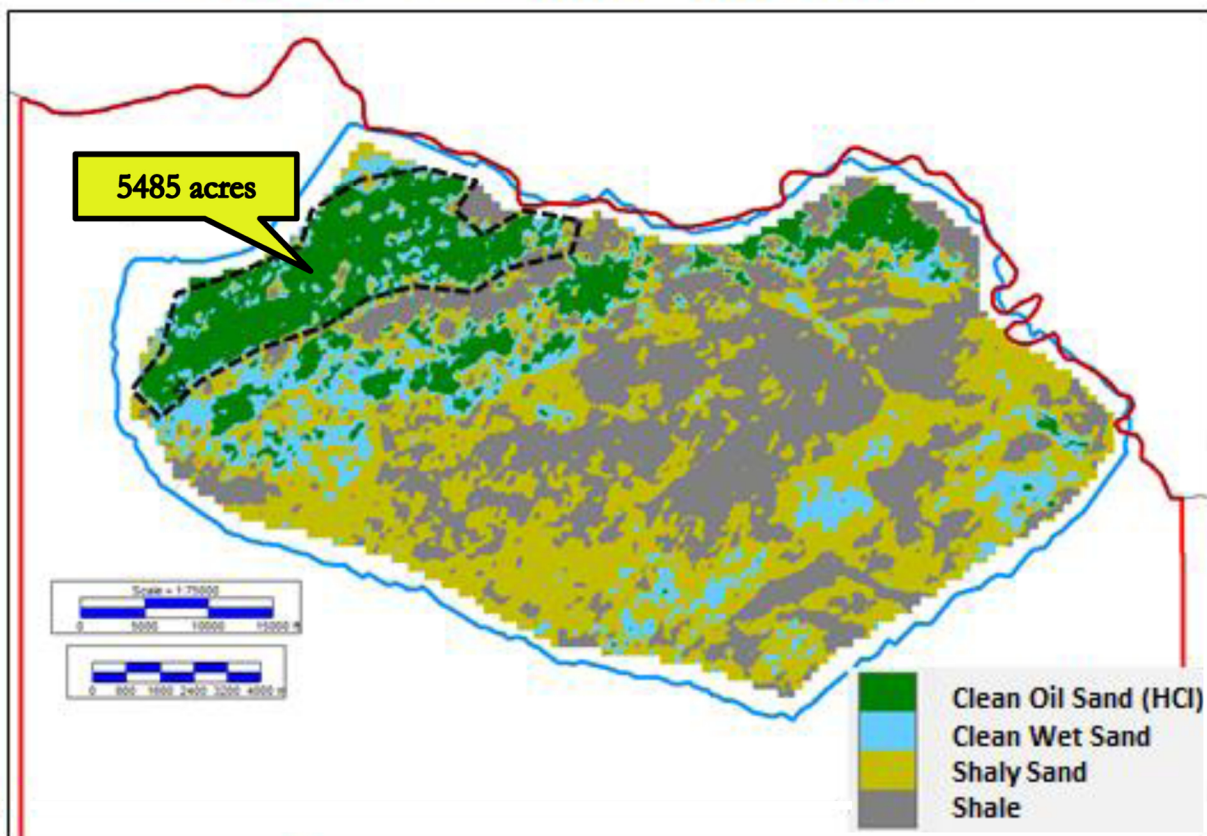 5485 acres
Scale = 1:75000
0 5000 10000 15000 ft
0 800 1600 2400 3200 4000 m
Clean Oil Sand (HCI)
Clean Wet Sand
Shaly Sand
Shale